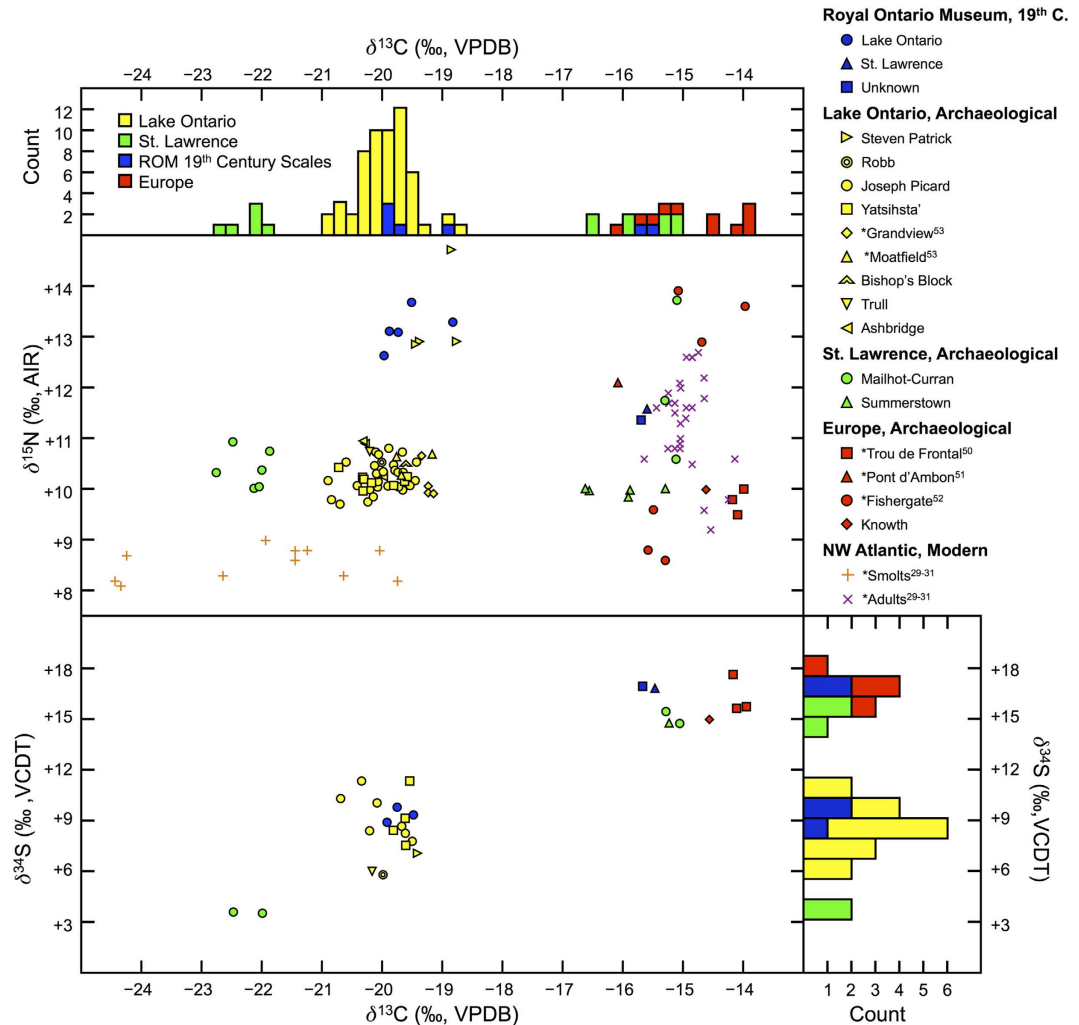 δ13C (‰, VPDB)
−24 −23 −22 −21 −20 −19 −18 −17 −16 −15 −14
Count
12
10
8
6
4
2
Lake Ontario
St. Lawrence
ROM 19th Century Scales
Europe
δ15N (‰, AIR)
+14
+13
+12
+11
+10
+9
+8
δ34S (‰ ,VCDT)
+18
+15
+12
+9
+6
+3
−24 −23 −22 −21 −20 −19 −18 −17 −16 −15 −14
δ13C (‰, VPDB)
+18
+15
+12
+9
+6
+3
δ34S (‰,VCDT)
1 2 3 4 5 6
Count
Royal Ontario Museum, 19th C.
Lake Ontario
St. Lawrence
Unknown
Lake Ontario, Archaeological
Steven Patrick
Robb
Joseph Picard
Yatsihsta’
*Grandview53
*Moatfield53
Bishop’s Block
Trull
Ashbridge
St. Lawrence, Archaeological
Mailhot-Curran
Summerstown
Europe, Archaeological
*Trou de Frontal50
*Pont d’Ambon51
*Fishergate52
Knowth
NW Atlantic, Modern
*Smolts29-31
*Adults29-31